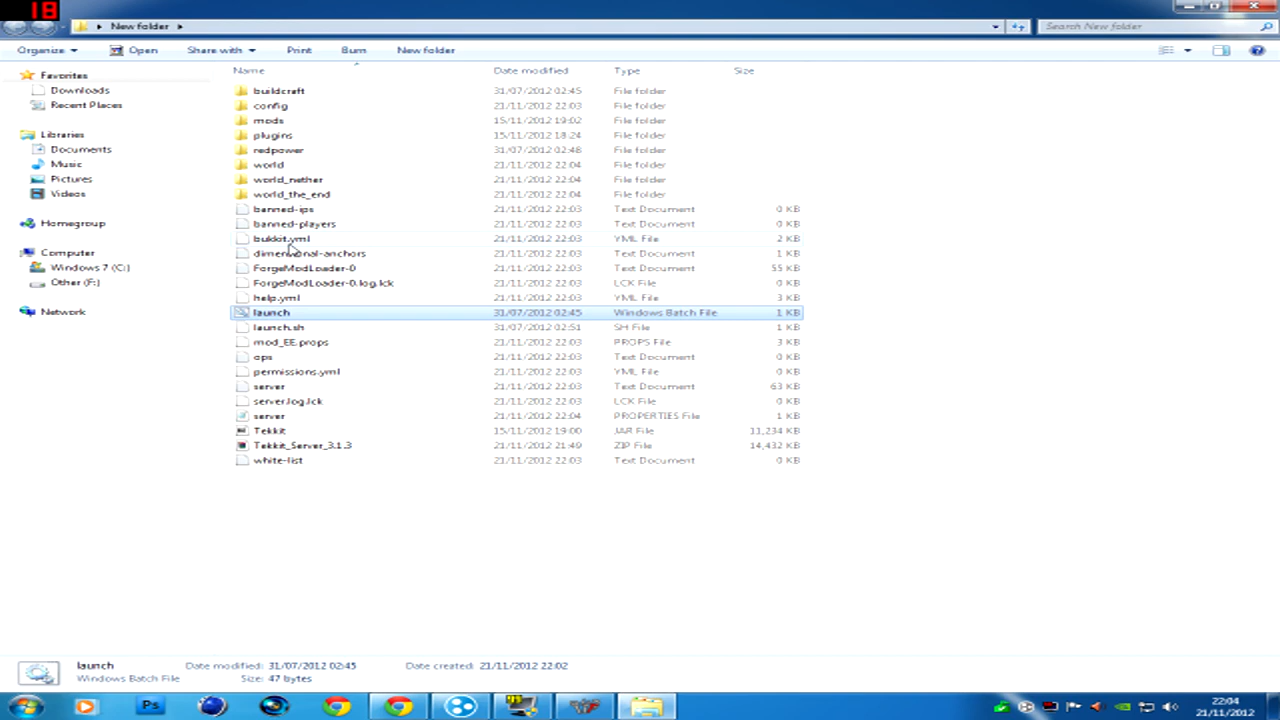 18
New folder
Search New folder
Organize Open Share with Print Burn New folder
Name Date modified Type Size
Favorites
Downloads
Recent Places
Libraries
Documents
Music
Pictures
Videos
Homegroup
Computer
Windows 7 (C:)
Other (F:)
Network
buildcraft 31/07/2012 02:45 File folder
config 21/11/2012 22:03 File folder
mods 15/11/2012 19:02 File folder
plugins 15/11/2012 18:24 File folder
redpower 31/07/2012 02:48 File folder
world 21/11/2012 22:04 File folder
world_nether 21/11/2012 22:04 File folder
world_the_end 21/11/2012 22:04 File folder
banned-ips 21/11/2012 22:03 Text Document 0 KB
banned-players 21/11/2012 22:03 Text Document 0 KB
bukkit.yml 21/11/2012 22:03 YML File 2 KB
dimensional-anchors 21/11/2012 22:03 Text Document 1 KB
ForgeModLoader-0 21/11/2012 22:03 Text Document 55 KB
ForgeModLoader-0.log.lck 21/11/2012 22:03 LCK File 0 KB
help.yml 21/11/2012 22:03 YML File 3 KB
launch 31/07/2012 02:45 Windows Batch File 1 KB
launch.sh 31/07/2012 02:51 SH File 1 KB
mod_EE.props 21/11/2012 22:03 PROPS File 3 KB
ops 21/11/2012 22:03 Text Document 0 KB
permissions.yml 21/11/2012 22:03 YML File 0 KB
server 21/11/2012 22:03 Text Document 63 KB
server.log.lck 21/11/2012 22:03 LCK File 0 KB
server 21/11/2012 22:04 PROPERTIES File 1 KB
Tekkit 15/11/2012 19:00 JAR File 11,234 KB
Tekkit_Server_3.1.3 21/11/2012 21:49 ZIP File 14,432 KB
white-list 21/11/2012 22:03 Text Document 0 KB
launch Date modified: 31/07/2012 02:45 Date created: 21/11/2012 22:02
Windows Batch File Size: 47 bytes
Ps
22:04
21/11/2012